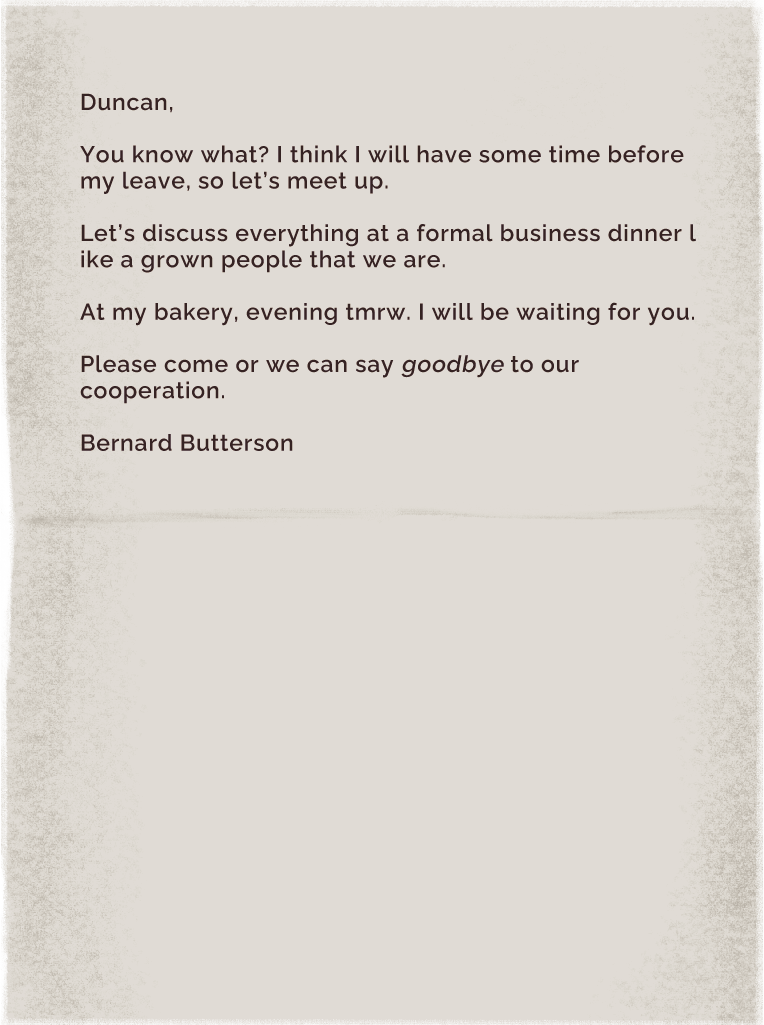 Duncan,
You know what? I think I will have some time before
my leave, so let’s meet up.
Let’s discuss everything at a formal business dinner l
ike a grown people that we are.
At my bakery, evening tmrw. I will be waiting for you.
Please come or we can say goodbye to our
cooperation.
Bernard Butterson